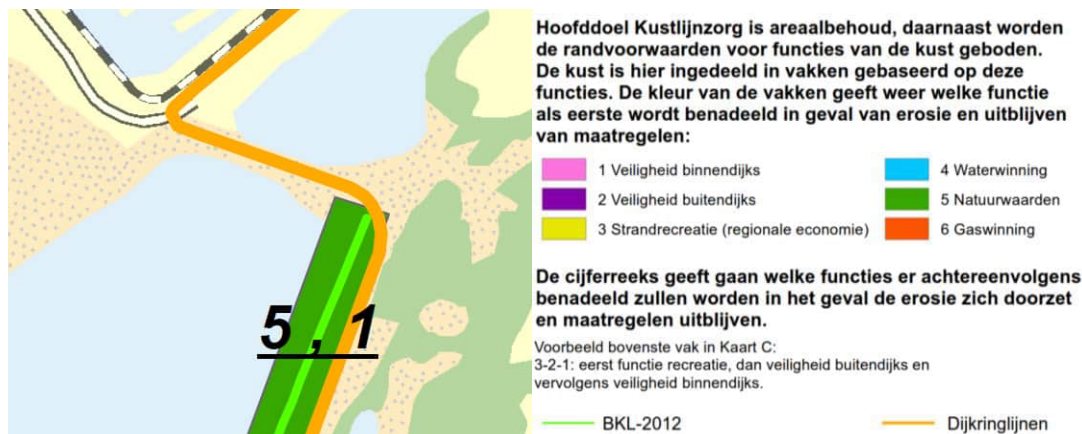 5 , 1
Hoofddoel Kustlijnzorg is areaalbehoud, daarnaast worden
de randvoorwaarden voor functies van de kust geboden.
De kust is hier ingedeeld in vakken gebaseerd op deze
functies. De kleur van de vakken geeft weer welke functie
als eerste wordt benadeeld in geval van erosie en uitblijven
van maatregelen:
1 Veiligheid binnendijks
2 Veiligheid buitendijks
3 Strandrecreatie (regionale economie)
4 Waterwinning
5 Natuurwaarden
6 Gaswinning
De cijferreeks geeft gaan welke functies er achtereenvolgens
benadeeld zullen worden in het geval de erosie zich doorzet
en maatregelen uitblijven.
Voorbeeld bovenste vak in Kaart C:
3-2-1: eerst functie recreatie, dan veiligheid buitendijks en
vervolgens veiligheid binnendijks.
BKL-2012
Dijkringlijnen